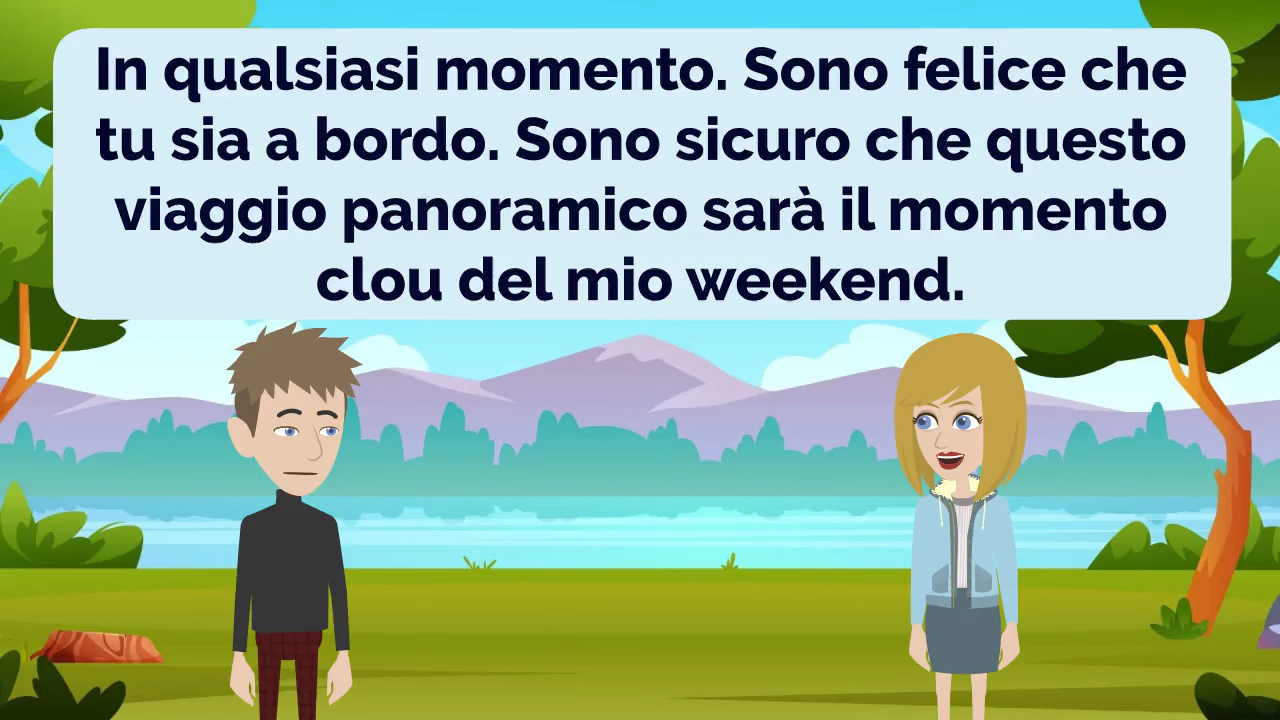 In qualsiasi momento. Sono felice che
tu sia a bordo. Sono sicuro che questo
viaggio panoramico sarà il momento
clou del mio weekend.